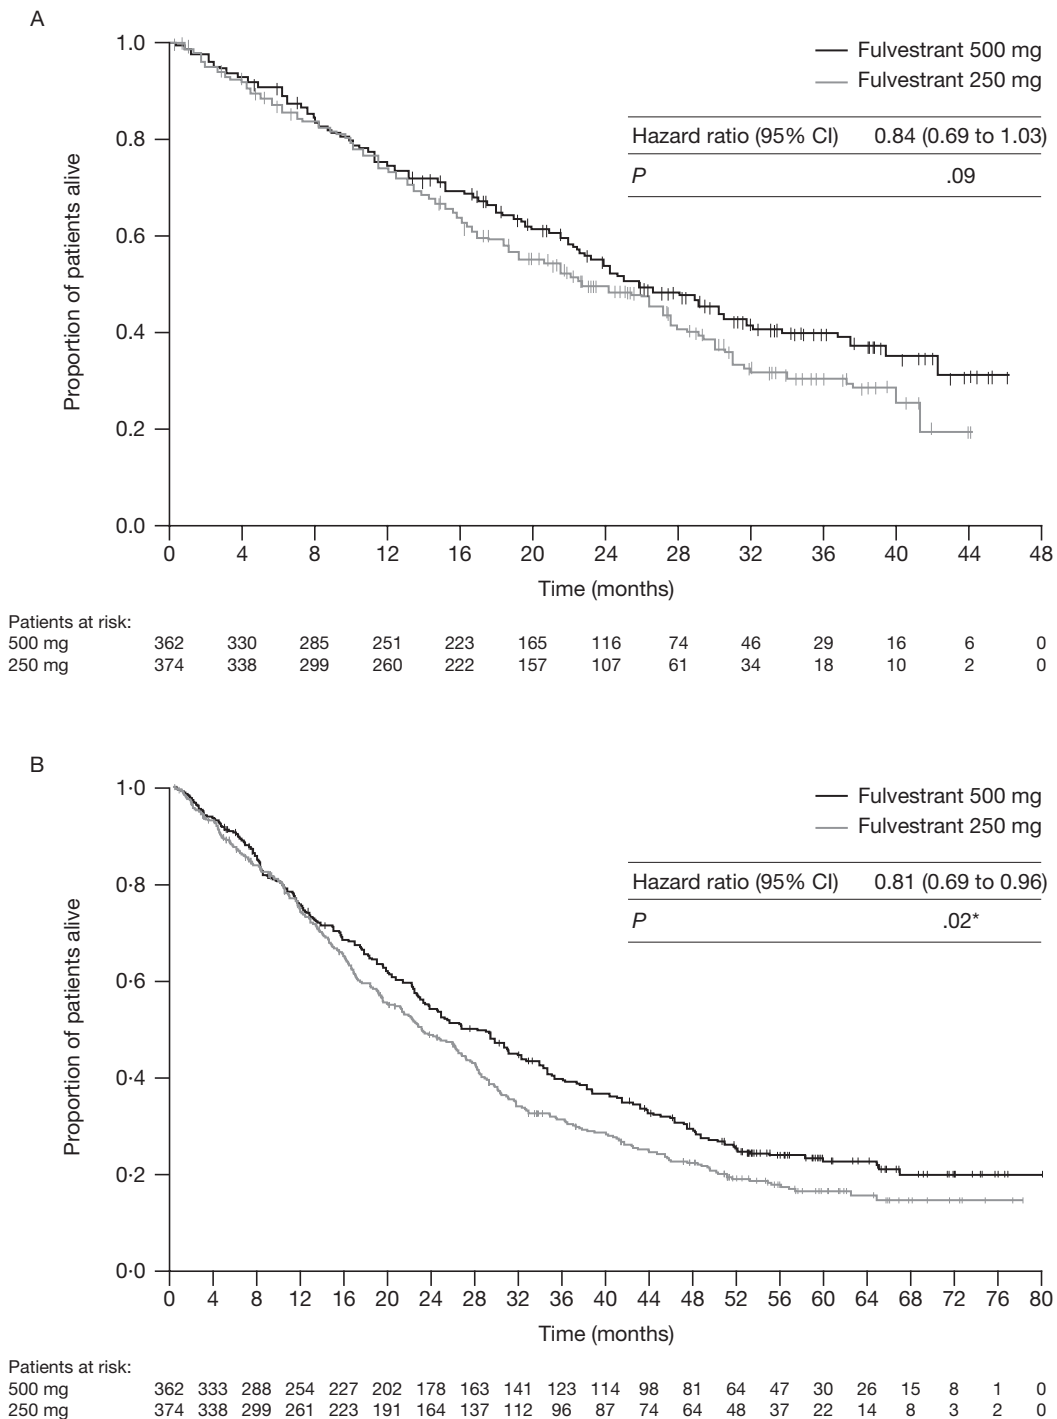 A
Fulvestrant 500 mg
Fulvestrant 250 mg
Hazard ratio (95% CI) 0.84 (0.69 to 1.03)
P .09
Proportion of patients alive
1.0
0.8
0.6
0.4
0.2
0.0
0 4 8 12 16 20 24 28 32 36 40 44 48
Time (months)
Patients at risk:
500 mg 362 330 285 251 223 165 116 74 46 29 16 6 0
250 mg 374 338 299 260 222 157 107 61 34 18 10 2 0
B
Fulvestrant 500 mg
Fulvestrant 250 mg
Hazard ratio (95% CI) 0.81 (0.69 to 0.96)
P .02*
Proportion of patients alive
1·0
0·8
0·6
0·4
0·2
0·0
0 4 8 12 16 20 24 28 32 36 40 44 48 52 56 60 64 68 72 76 80
Time (months)
Patients at risk:
500 mg 362 333 288 254 227 202 178 163 141 123 114 98 81 64 47 30 26 15 8 1 0
250 mg 374 338 299 261 223 191 164 137 112 96 87 74 64 48 37 22 14 8 3 2 0